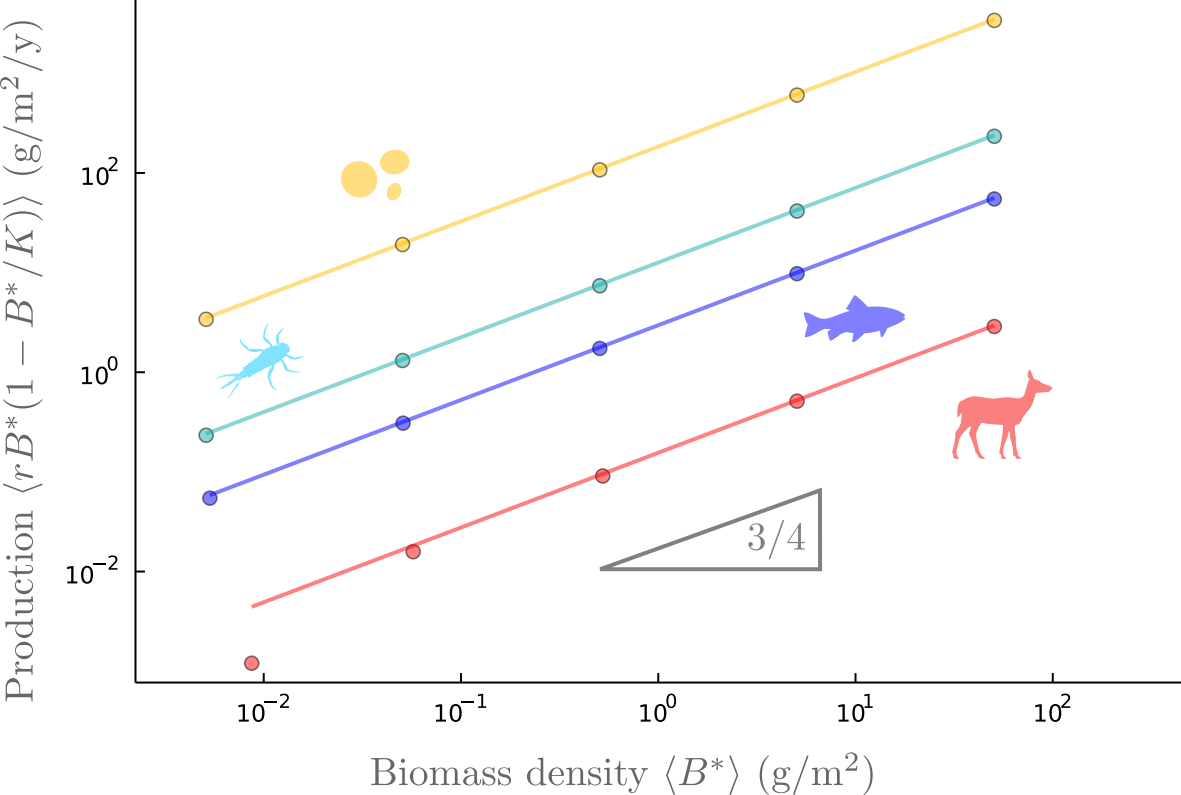 Production ⟨rB*(1 − B*/K)⟩ (g/m²/y)
10²
10⁰
10⁻²
3/4
10⁻² 10⁻¹ 10⁰ 10¹ 10²
Biomass density ⟨B*⟩ (g/m²)